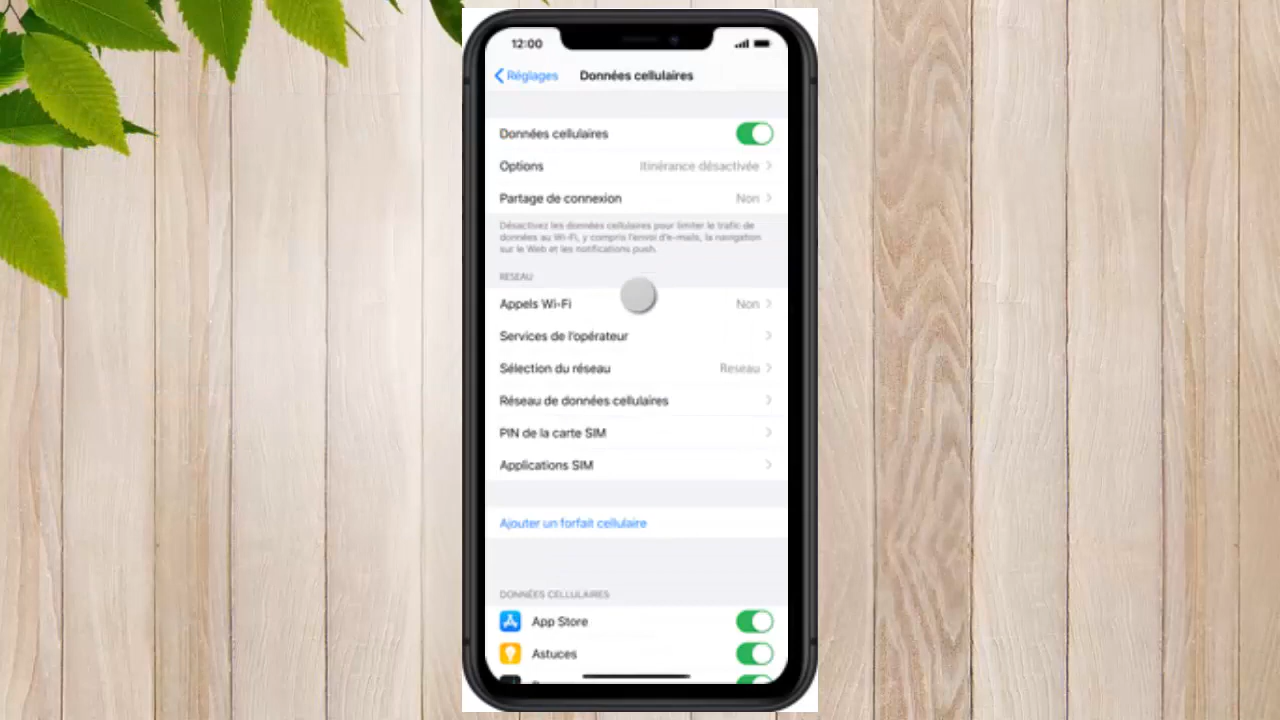 12:00
Réglages
Données cellulaires
Données cellulaires
Options
Itinérance désactivée
Partage de connexion
Non
Désactivez les données cellulaires pour limiter le trafic de
données au Wi-Fi, y compris l'envoi d'e-mails, la navigation
sur le Web et les notifications push.
RESEAU
Appels Wi-Fi
Non
Services de l'opérateur
Sélection du réseau
Reseau
Réseau de données cellulaires
PIN de la carte SIM
Applications SIM
Ajouter un forfait cellulaire
DONNÉES CELLULAIRES
App Store
Astuces